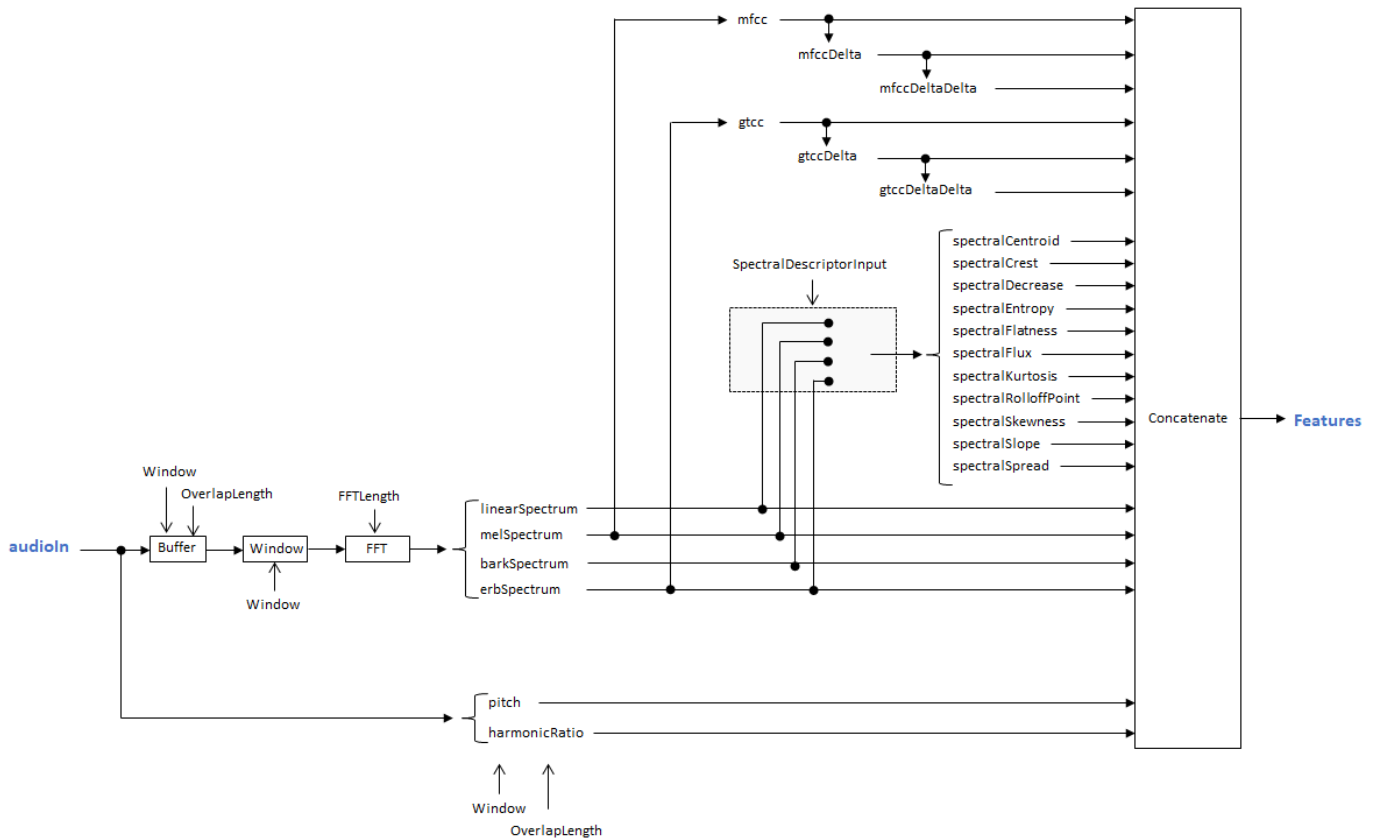 mfcc
mfccDelta
mfccDeltaDelta
gtcc
gtccDelta
gtccDeltaDelta
SpectralDescriptorInput
spectralCentroid
spectralCrest
spectralDecrease
spectralEntropy
spectralFlatness
spectralFlux
spectralKurtosis
spectralRolloffPoint
spectralSkewness
spectralSlope
spectralSpread
Concatenate
Features
Window
OverlapLength
FFTLength
audioIn
Buffer
Window
FFT
Window
linearSpectrum
melSpectrum
barkSpectrum
erbSpectrum
pitch
harmonicRatio
Window
OverlapLength